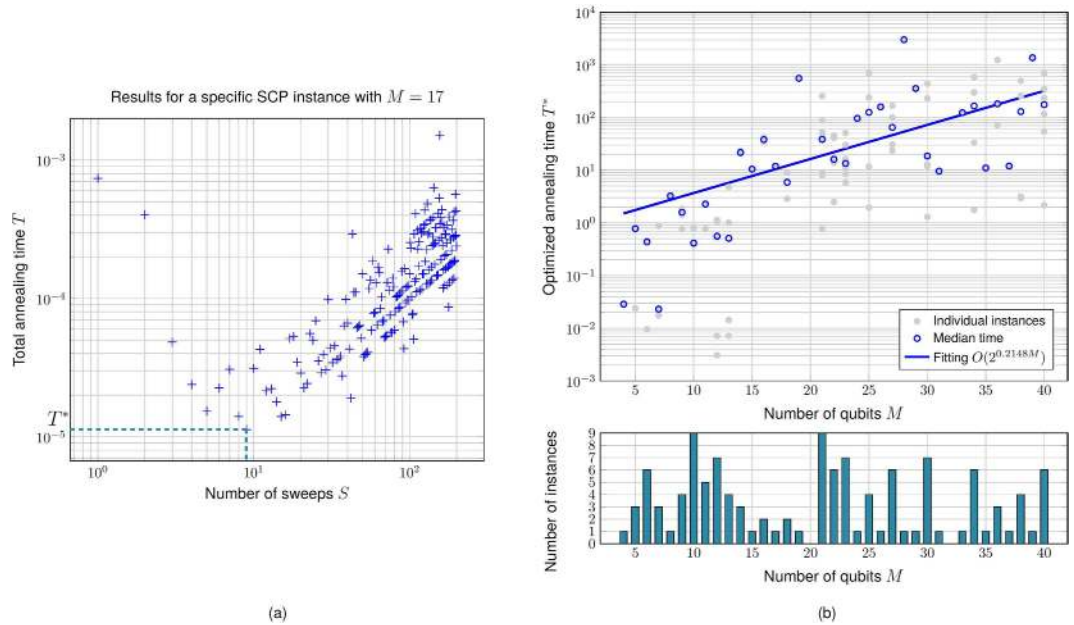 (a)
Results for a specific SCP instance with M = 17
Total annealing time T
10⁻³
10⁻⁴
T*
10⁻⁵
10⁰
10¹
10²
Number of sweeps S
(b)
Optimized annealing time T*
10⁴
10³
10²
10¹
10⁰
10⁻¹
10⁻²
10⁻³
Individual instances
Median time
Fitting O(2^0.2148M)
5 10 15 20 25 30 35 40
Number of qubits M
Number of instances
9
8
7
6
5
4
3
2
1
0
5 10 15 20 25 30 35 40
Number of qubits M